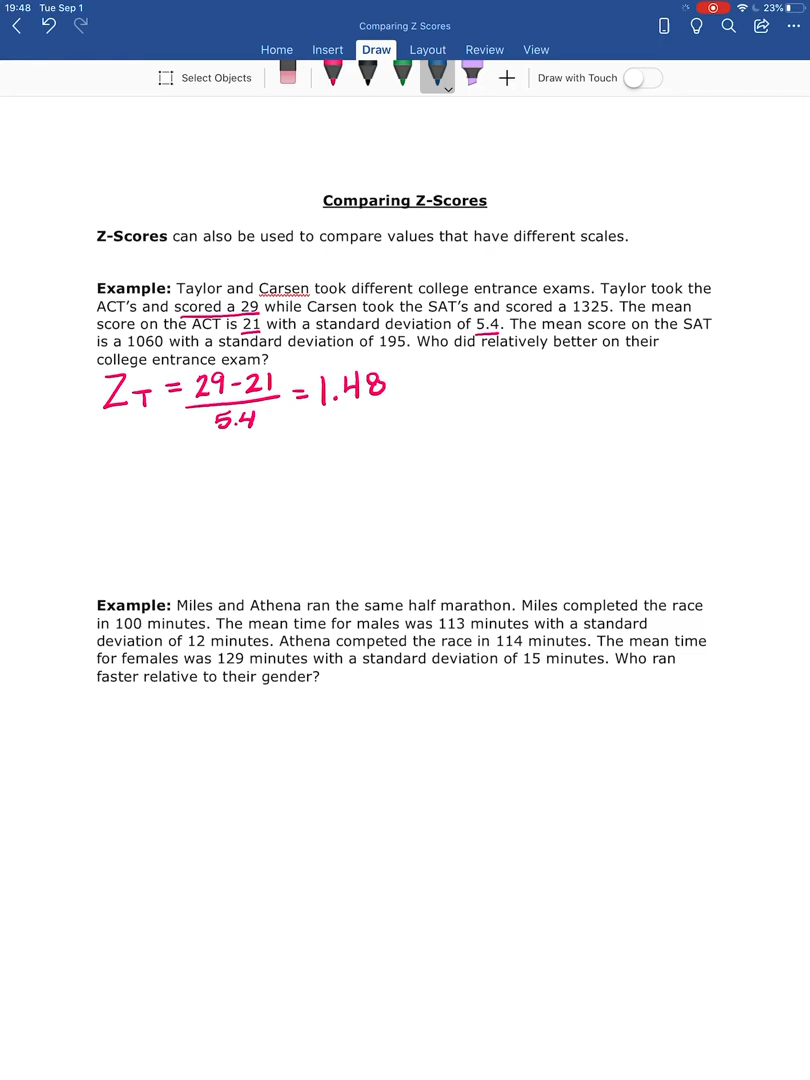 19:48 Tue Sep 1
23%
Comparing Z Scores
Home Insert Draw Layout Review View
Select Objects
Draw with Touch
Comparing Z-Scores
Z-Scores can also be used to compare values that have different scales.
Example: Taylor and Carsen took different college entrance exams. Taylor took the
ACT's and scored a 29 while Carsen took the SAT's and scored a 1325. The mean
score on the ACT is 21 with a standard deviation of 5.4. The mean score on the SAT
is a 1060 with a standard deviation of 195. Who did relatively better on their
college entrance exam?
Z_T = \frac{29-21}{5.4} = 1.48
Example: Miles and Athena ran the same half marathon. Miles completed the race
in 100 minutes. The mean time for males was 113 minutes with a standard
deviation of 12 minutes. Athena competed the race in 114 minutes. The mean time
for females was 129 minutes with a standard deviation of 15 minutes. Who ran
faster relative to their gender?